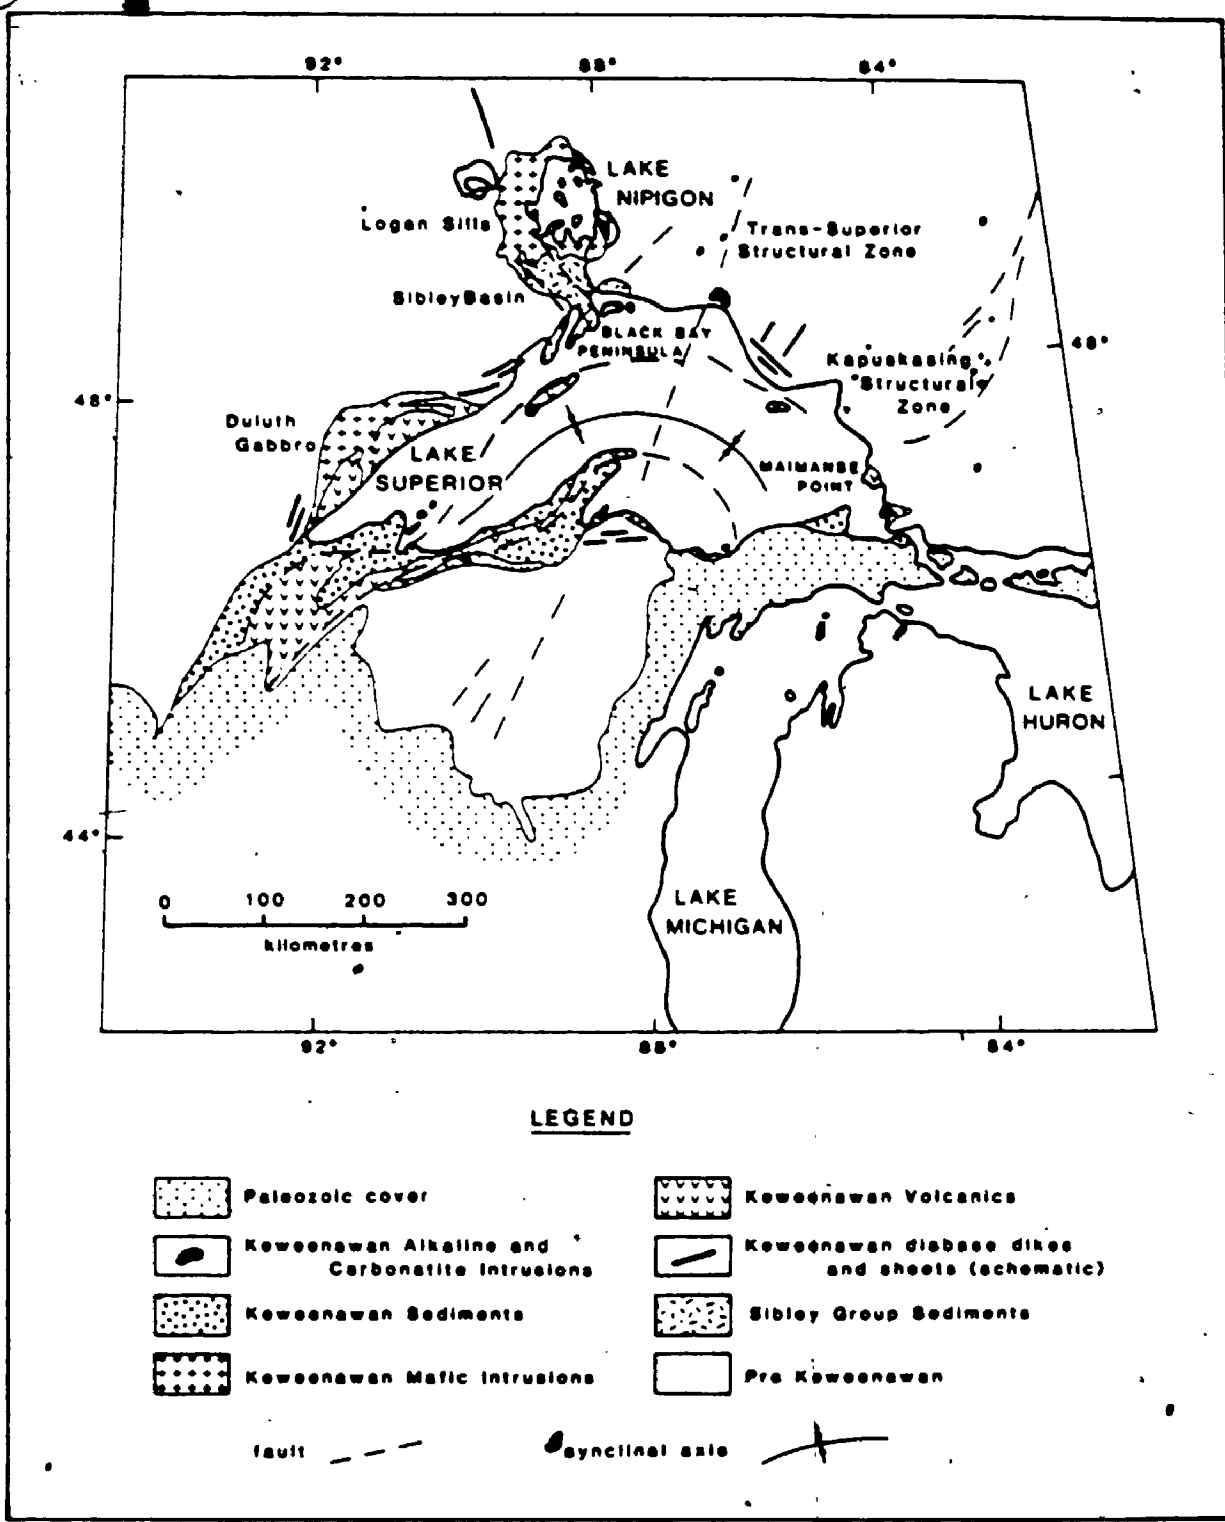 92° 88° 84°
LAKE
NIPIGON
Logan Sills
Trans-Superior
Structural Zone
Sibley Basin
BLACK BAY
PENINSULA
48°
Kapuskasing
Structural
Zone
48°
Duluth
Gabbro
LAKE
SUPERIOR
MAIMANSE
POINT
LAKE
HURON
44°
0 100 200 300
kilometres
LAKE
MICHIGAN
92° 88° 84°
LEGEND
Paleozoic cover
Keweenawan Volcanics
Keweenawan Alkaline and
Carbonatite Intrusions
Keweenawan diabase dikes
and sheets (schematic)
Keweenawan Sediments
Sibley Group Sediments
Keweenawan Mafic Intrusions
Pre Keweenawan
fault
synclinal axis